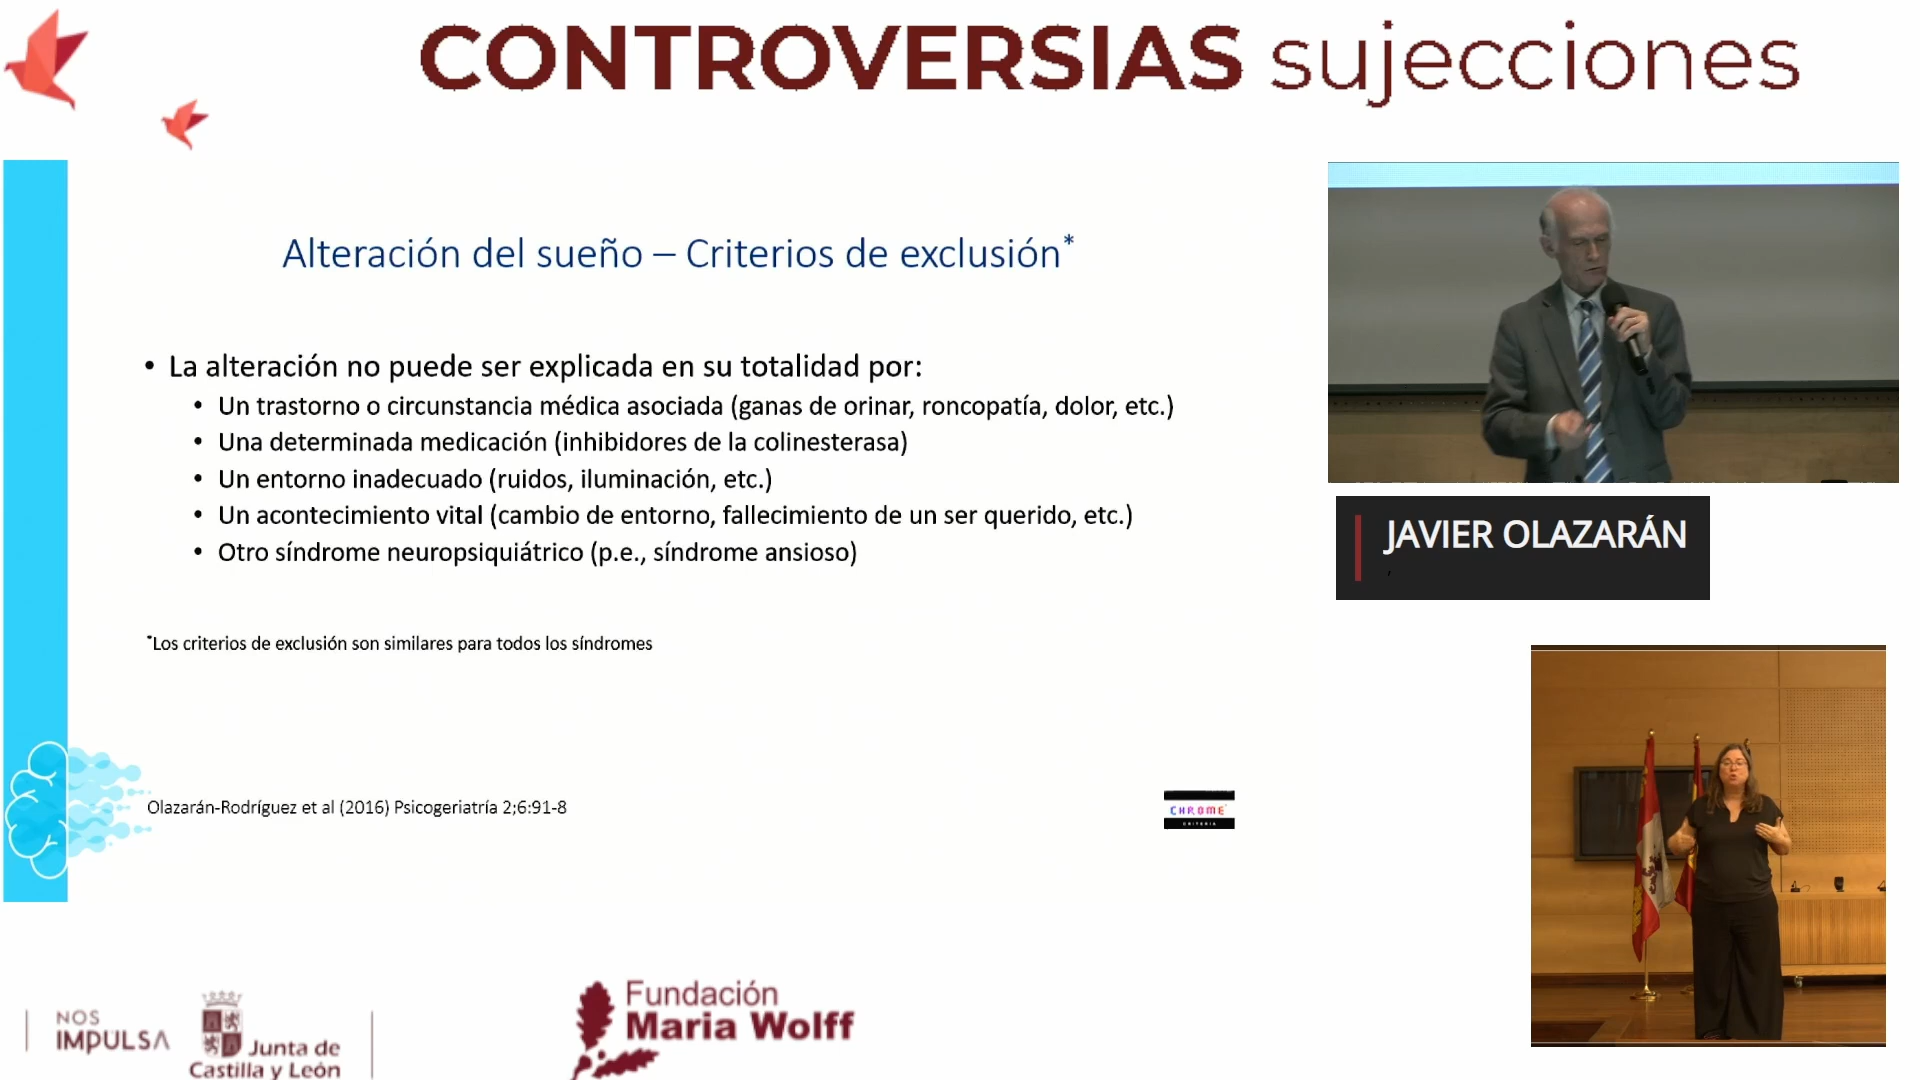 CONTROVERSIAS sujecciones
Alteración del sueño – Criterios de exclusión*
• La alteración no puede ser explicada en su totalidad por:
• Un trastorno o circunstancia médica asociada (ganas de orinar, roncopatía, dolor, etc.)
• Una determinada medicación (inhibidores de la colinesterasa)
• Un entorno inadecuado (ruidos, iluminación, etc.)
• Un acontecimiento vital (cambio de entorno, fallecimiento de un ser querido, etc.)
• Otro síndrome neuropsiquiátrico (p.e., síndrome ansioso)
*Los criterios de exclusión son similares para todos los síndromes
Olazarán-Rodríguez et al (2016) Psicogeriatría 2;6:91-8
CHROME
CRITERIA
JAVIER OLAZARÁN
,
NOS
IMPULSA
Junta de
Castilla y León
Fundación
Maria Wolff